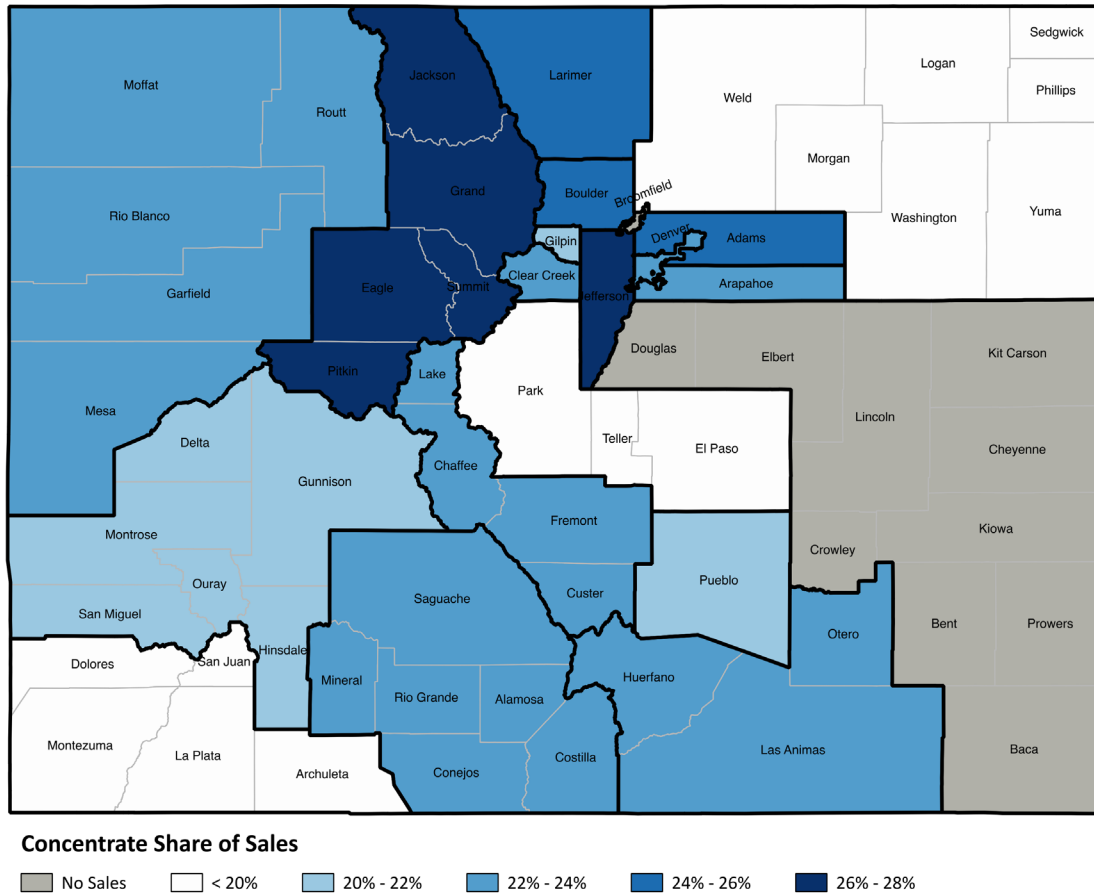 Sedgwick
Logan
Jackson
Larimer
Moffat
Phillips
Weld
Routt
Morgan
Grand
Boulder
Broomfield
Rio Blanco
Yuma
Washington
Denver
Adams
Gilpin
Clear Creek
Arapahoe
Eagle
Summit
Garfield
Jefferson
Douglas
Elbert
Kit Carson
Pitkin
Lake
Park
Mesa
Lincoln
Delta
Teller
El Paso
Cheyenne
Chaffee
Gunnison
Fremont
Kiowa
Montrose
Crowley
Ouray
Pueblo
Custer
Saguache
San Miguel
Bent
Prowers
Otero
Hinsdale
San Juan
Dolores
Mineral
Huerfano
Rio Grande
Alamosa
Montezuma
La Plata
Las Animas
Baca
Costilla
Archuleta
Conejos
Concentrate Share of Sales
No Sales
< 20%
20% - 22%
22% - 24%
24% - 26%
26% - 28%